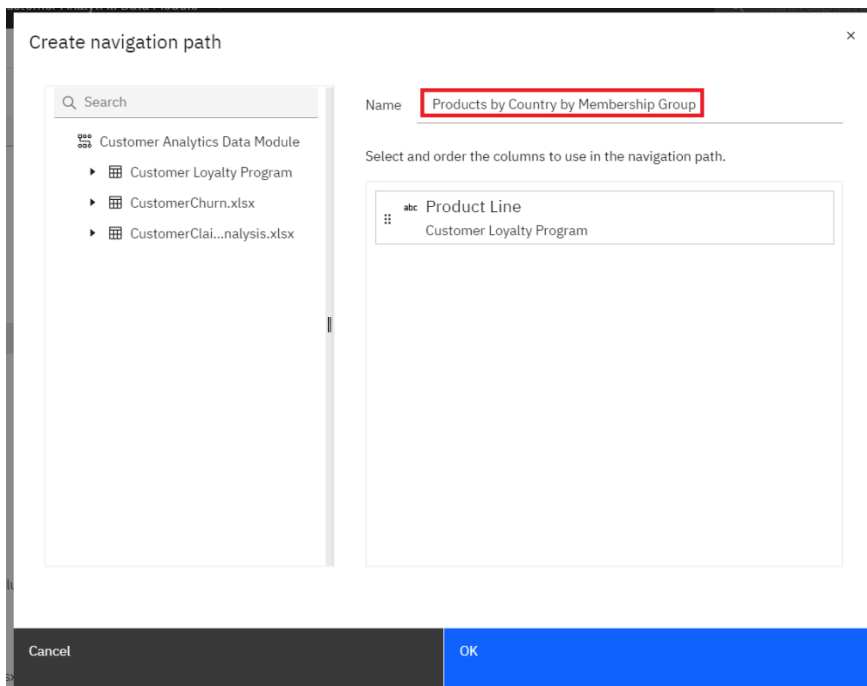 Create navigation path
×
Search
Name Products by Country by Membership Group
Customer Analytics Data Module
Select and order the columns to use in the navigation path.
Customer Loyalty Program
CustomerChurn.xlsx
CustomerClai...nalysis.xlsx
abc Product Line
Customer Loyalty Program
Cancel
OK